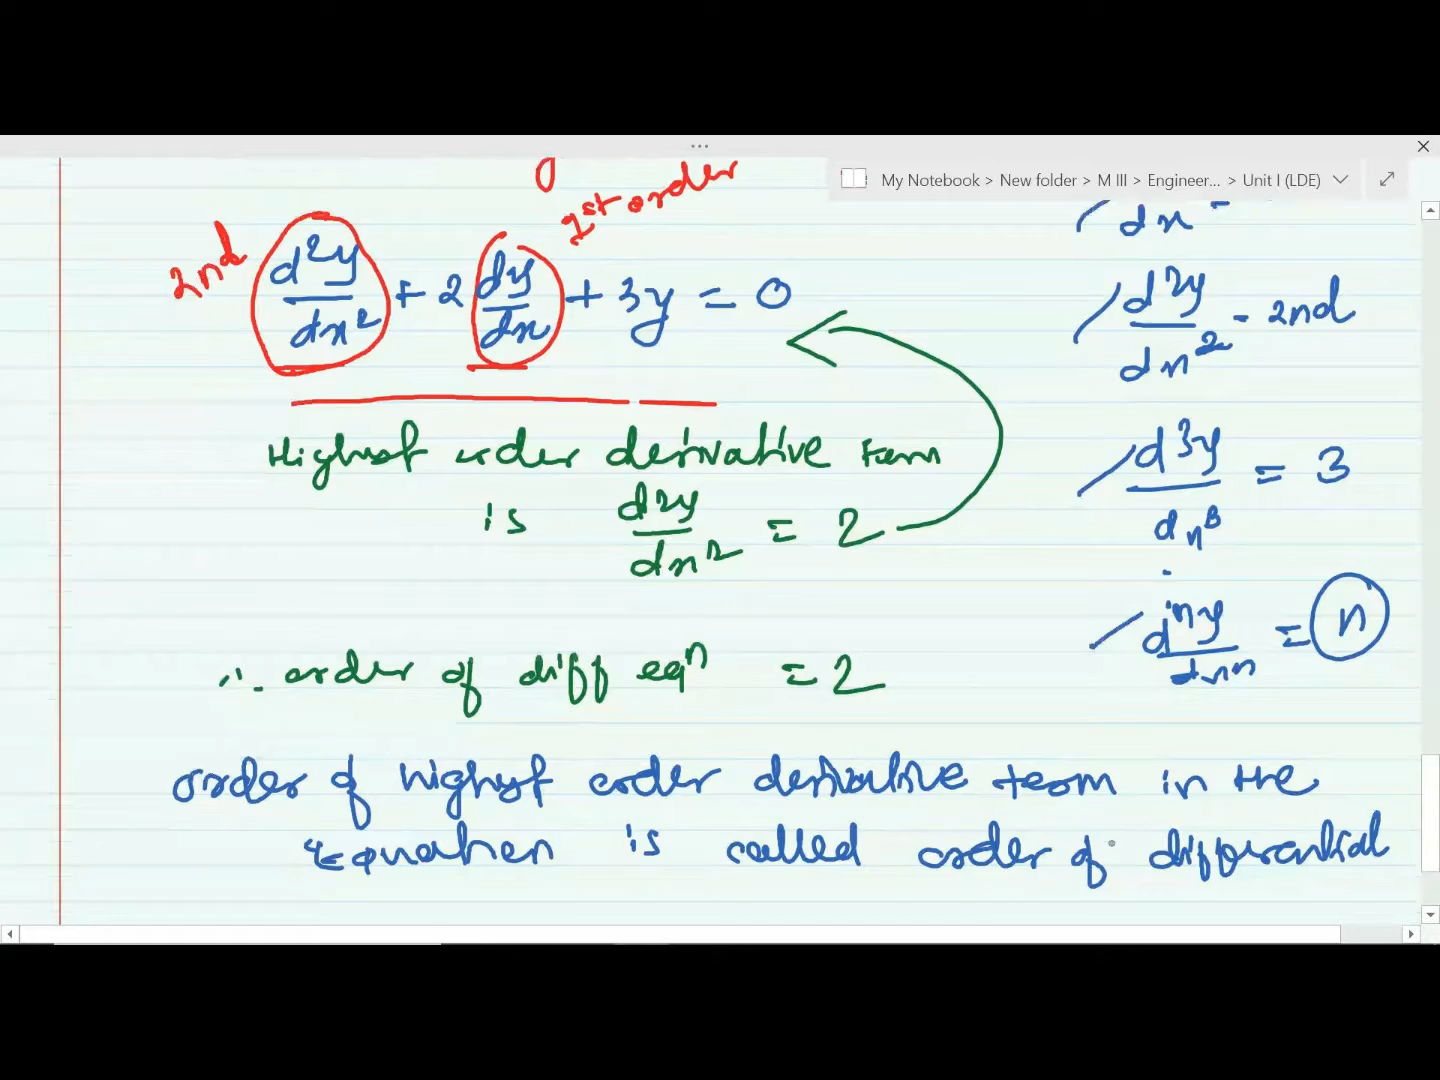 My Notebook > New folder > M III > Engineer... > Unit I (LDE)
1st order
2nd
d²y/dx² + 2 dy/dx + 3y = 0
Highest order derivative term
is d²y/dx² = 2
∴ order of diff eqⁿ = 2
order of highest order derivative term in the
Equation is called order of differential
dx
d²y/dx² - 2nd
d³y/dx³ = 3
dⁿy/dxⁿ = n